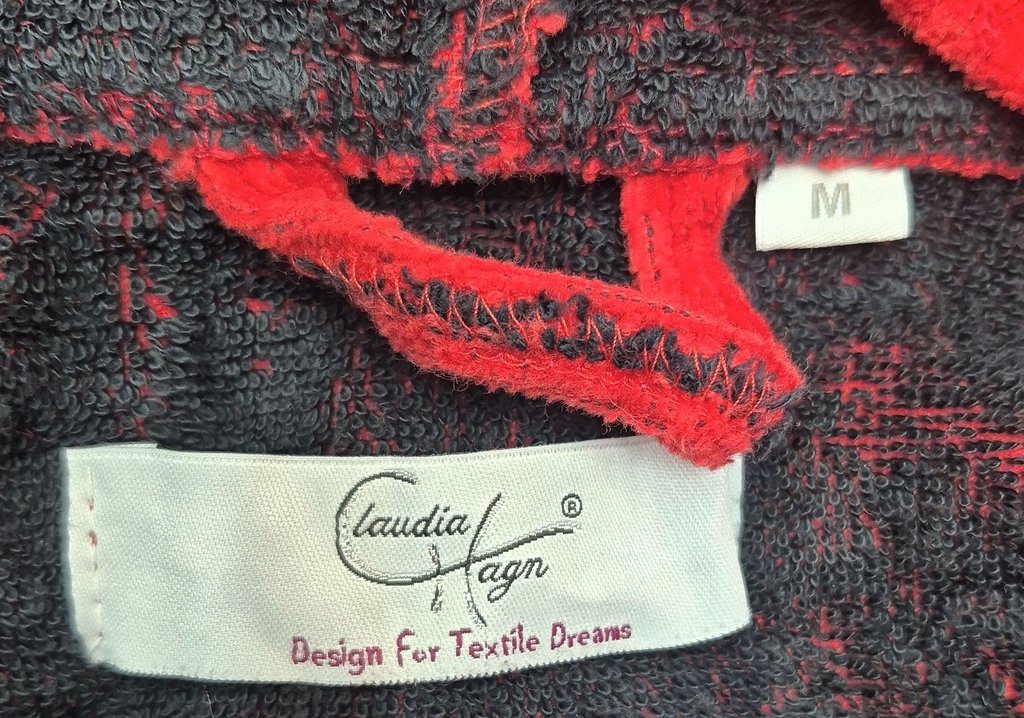 M
Claudia Hagn ®
Design For Textile Dreams